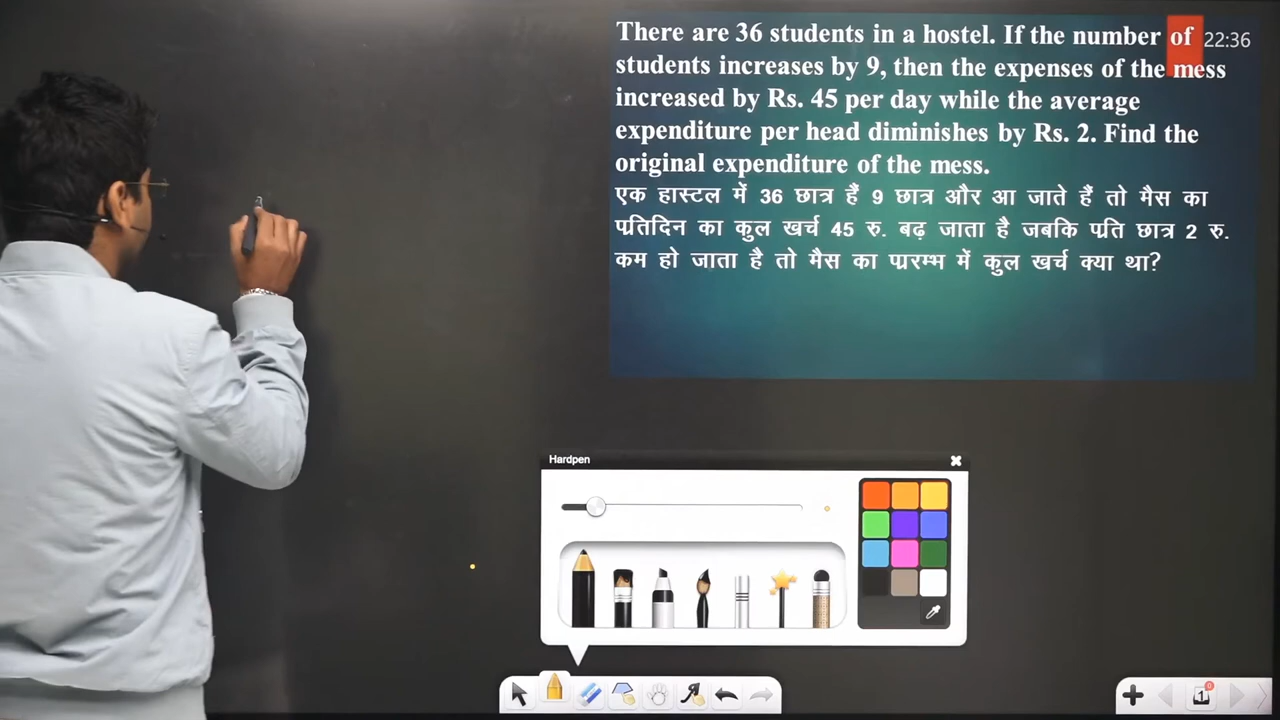 There are 36 students in a hostel. If the number of
22:36
students increases by 9, then the expenses of the mess
increased by Rs. 45 per day while the average
expenditure per head diminishes by Rs. 2. Find the
original expenditure of the mess.
एक हास्टल में 36 छात्र हैं 9 छात्र और आ जाते हैं तो मैस का
प्रतिदिन का कुल खर्च 45 रु. बढ़ जाता है जबकि प्रति छात्र 2 रु.
कम हो जाता है तो मैस का प्रारम्भ में कुल खर्च क्या था?
Hardpen
1
0